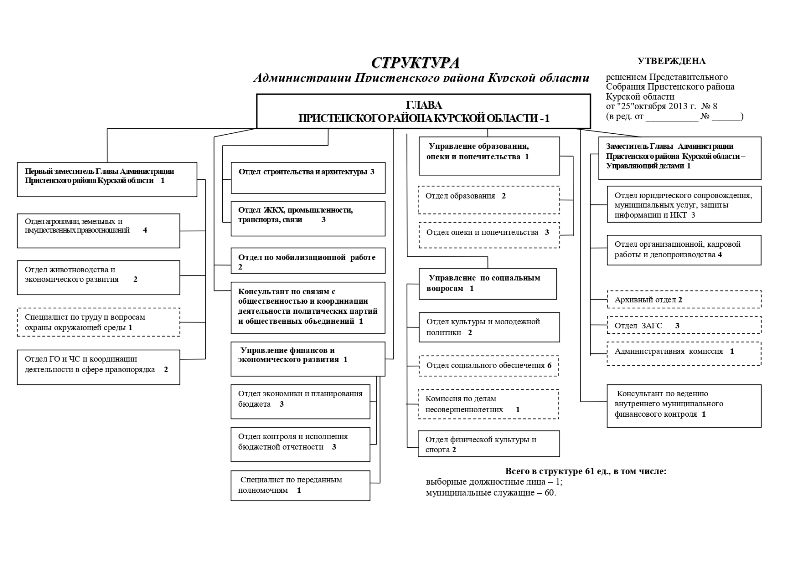 СТРУКТУРА
Администрации Пристенского района Курской области
УТВЕРЖДЕНА
решением Представительного
Собрания Пристенского района
Курской области
от "25"октября 2013 г.  № 8
(в ред. от ___________ № ______)
ГЛАВА
ПРИСТЕНСКОГО РАЙОНА КУРСКОЙ ОБЛАСТИ - 1
Первый заместитель Главы Администрации
Пристенского района Курской области    1
Отдел агрономии, земельных  и
имущественных правоотношений    4
Отдел животноводства и
экономического развития    2
Специалист по труду и вопросам
охраны окружающей среды 1
Отдел ГО и ЧС и координации
деятельности в сфере правопорядка   2
Отдел  строительства и архитектуры  3
Отдел  ЖКХ, промышленности,
транспорта, связи    3
Отдел по мобилизационной  работе
2
Консультант по связям с
общественностью и координации
деятельности политических партий
и общественных объединений   1
Управление финансов и
экономического развития  1
Отдел экономики и планирования
бюджета    3
Отдел контроля и исполнения
бюджетной отчетности    3
Специалист по переданным
полномочиям    1
Управление образования,
опеки и попечительства  1
Отдел образования   2
Отдел опеки и попечительства   3
Управление  по социальным
вопросам   1
Отдел культуры и молодежной
политики   2
Отдел социального обеспечения 6
Комиссия по делам
несовершеннолетних    1
Отдел физической культуры и
спорта 2
Заместитель Главы   Администрации
Пристенского района  Курской области –
Управляющий делами  1
Отдел юридического сопровождения,
муниципальных услуг, защиты
информации и ИКТ  3
Отдел организационной, кадровой
работы и делопроизводства 4
Архивный отдел 2
Отдел  ЗАГС    3
Административная  комиссия   1
Консультант по ведению
внутреннего муниципального
финансового контроля  1
Всего в структуре 61 ед., в том числе:
выборные должностные лица – 1;
муниципальные служащие – 60.